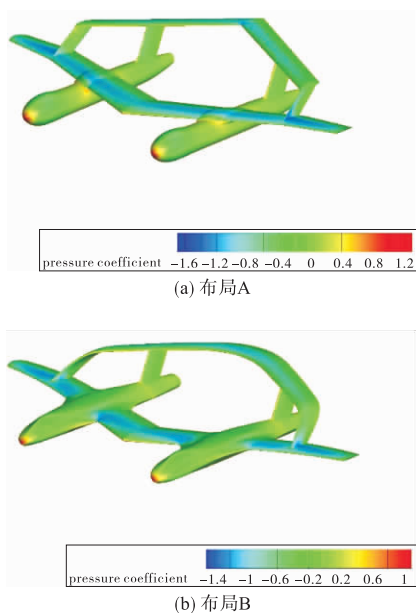 pressure coefficient -1.6 -1.2 -0.8 -0.4 0 0.4 0.8 1.2
(a) 布局A
pressure coefficient -1.4 -1 -0.6 -0.2 0.2 0.6 1
(b) 布局B